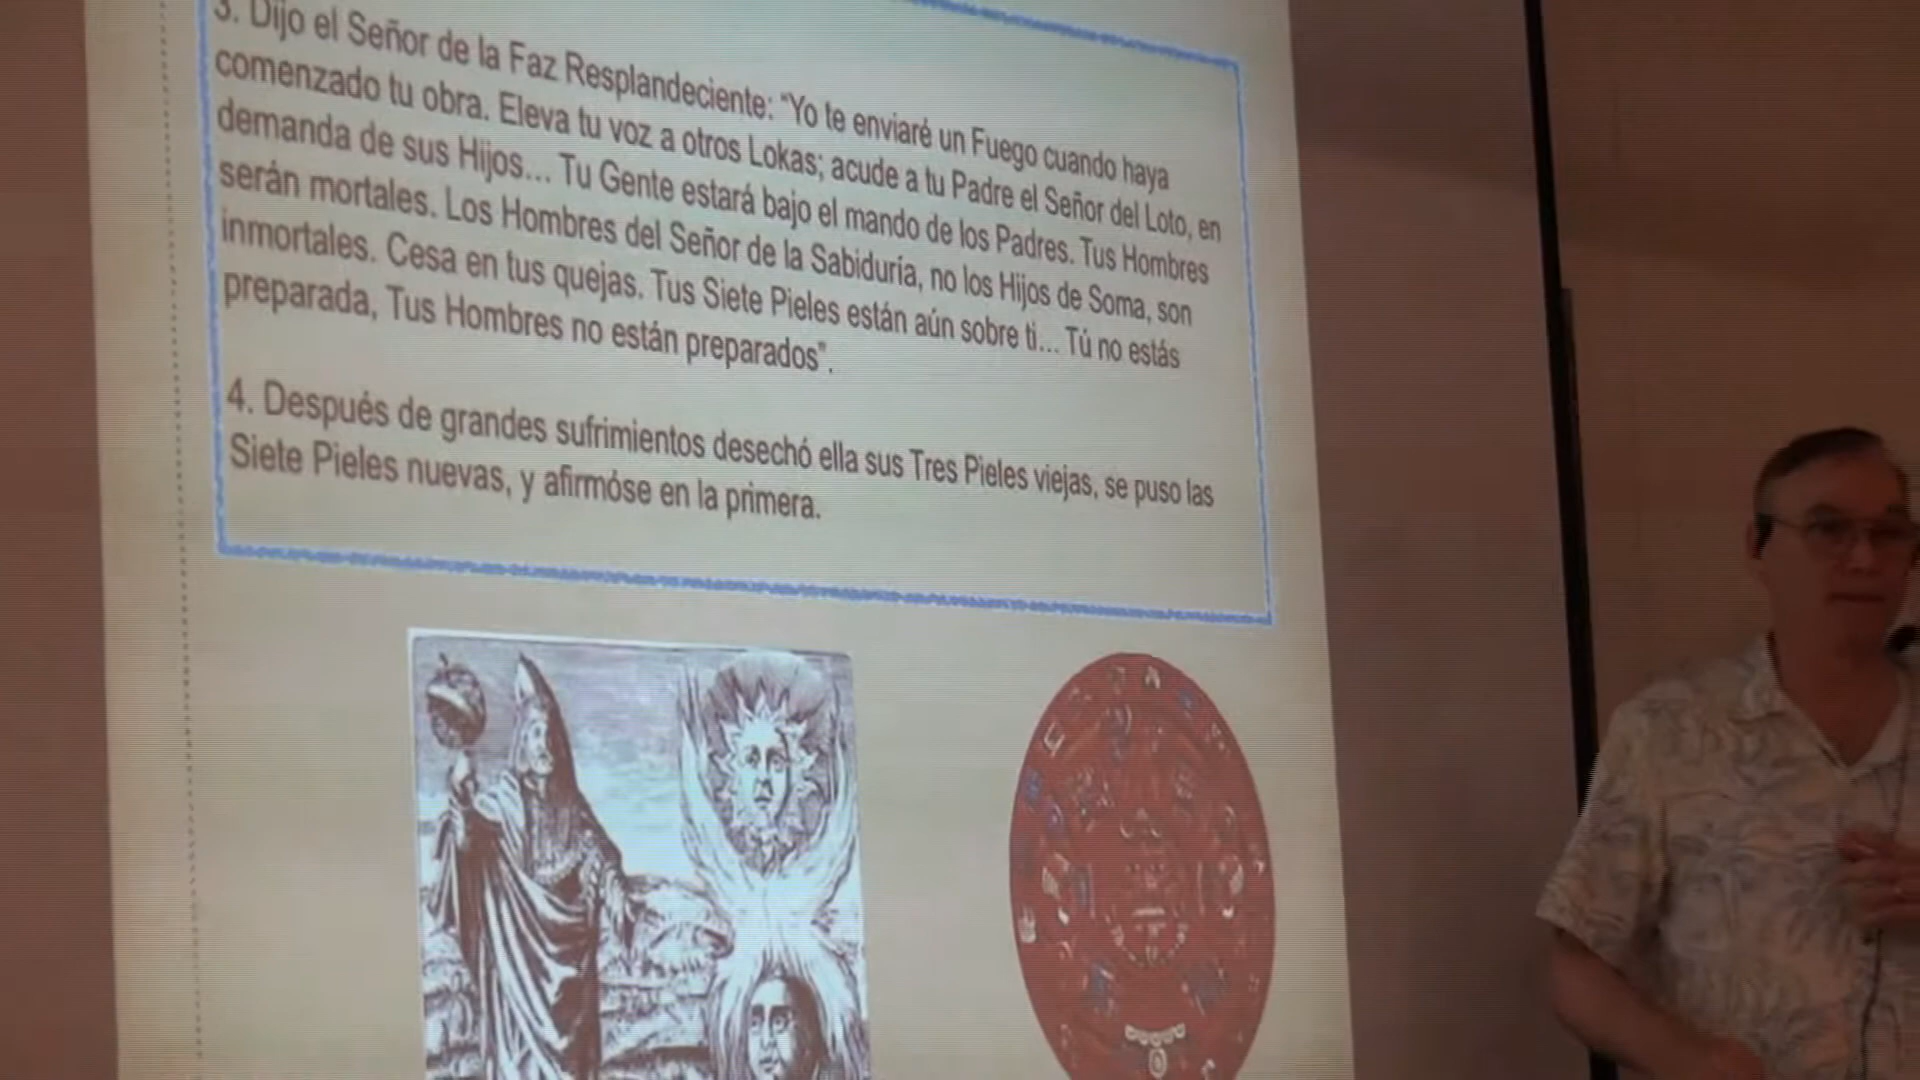 3. Dijo el Señor de la Faz Resplandeciente: "Yo te enviaré un Fuego cuando haya
comenzado tu obra. Eleva tu voz a otros Lokas; acude a tu Padre el Señor del Loto, en
demanda de sus Hijos... Tu Gente estará bajo el mando de los Padres. Tus Hombres
serán mortales. Los Hombres del Señor de la Sabiduría, no los Hijos de Soma, son
inmortales. Cesa en tus quejas. Tus Siete Pieles están aún sobre ti... Tú no estás
preparada, Tus Hombres no están preparados".
4. Después de grandes sufrimientos desechó ella sus Tres Pieles viejas, se puso las
Siete Pieles nuevas, y afirmóse en la primera.